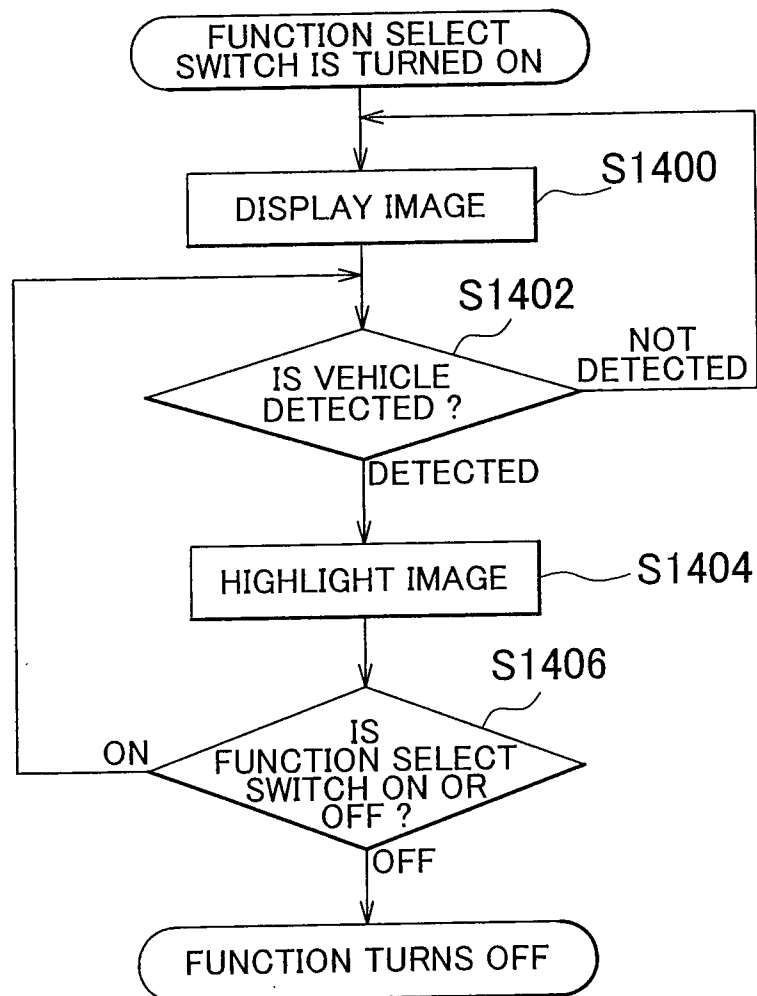 FUNCTION SELECT
SWITCH IS TURNED ON
S1400
DISPLAY IMAGE
S1402
IS VEHICLE
DETECTED ?
NOT
DETECTED
DETECTED
HIGHLIGHT IMAGE
S1404
S1406
IS
FUNCTION SELECT
SWITCH ON OR
OFF ?
ON
OFF
FUNCTION TURNS OFF